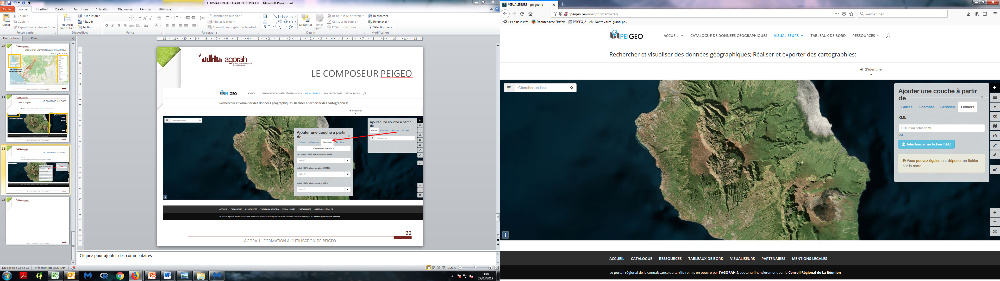 FORMATION UTILISATION DE PEIGEO - Microsoft PowerPoint
Fichier Accueil Insertion Création Transitions Animations Diaporama Révision Affichage
Coller
Couper
Copier
Reproduire la mise en forme
Presse-papiers
Nouvelle diapositive
Disposition
Rétablir
Section
Diapositives
28
Police
Orientation du texte
Aligner le texte
Convertir en graphique SmartArt
Paragraphe
Organiser
Styles rapides
Remplissage de forme
Contour de forme
Effets sur la forme
Dessin
Rechercher
Remplacer
Sélectionner
Modification
Diapositives Plan
20
ZOOM SUR UN VISUALISEUR THÉMATIQUE
21
LE COMPOSEUR PEIGEO
22
LE COMPOSEUR PEIGEO
23
agorah
AGENCE D'URBANISME
A LA RÉUNION
LE COMPOSEUR PEIGEO
PEIGEO
ACCUEIL CATALOGUE DE DONNÉES GÉOGRAPHIQUES VISUALISEURS TABLEAUX DE BORD RESSOURCES
Rechercher et visualiser des données géographiques; Réaliser et exporter des cartographies;
S'identifier
Chercher un lieu
Ajouter une couche à partir de
Cartes Chercher Services Fichiers
Rechercher
Ajouter une couche à partir de
Cartes Chercher Services Fichiers
Choisir un service
ou saisir l'URL d'un service WMS
http://...
saisir l'URL d'un service WMTS
http://...
saisir l'URL d'un service WFS
http://...
ACCUEIL CATALOGUE RESSOURCES TABLEAUX DE BORD VISUALISEURS PARTENAIRES MENTIONS LEGALES
Le portail régional de la connaissance du territoire mis en oeuvre par l'AGORAH & soutenu financièrement par le Conseil Régional de La Réunion
22
AGORAH - FORMATION A L'UTILISATION DE PEIGEO
Cliquez pour ajouter des commentaires
Diapositive 22 de 23 "Présentation_AGORAH" 106 %
11:07
27/03/2019
VISUALISEURS - peigeo.re
peigeo.re/index.php/cartostat/
Rechercher
Les plus visités Débuter avec Firefox PEIGEO_2 Naître « très-grand-pr...
PEIGEO
ACCUEIL CATALOGUE DE DONNÉES GÉOGRAPHIQUES VISUALISEURS TABLEAUX DE BORD RESSOURCES
Rechercher et visualiser des données géographiques; Réaliser et exporter des cartographies;
S'identifier
Chercher un lieu
Ajouter une couche à partir
de
Cartes Chercher Services Fichiers
KML
URL d'un fichier KML
ou
Télécharger un fichier KMZ
Vous pouvez également déposer un fichier
sur la carte
ACCUEIL CATALOGUE RESSOURCES TABLEAUX DE BORD VISUALISEURS PARTENAIRES MENTIONS LEGALES
Le portail régional de la connaissance du territoire mis en oeuvre par l'AGORAH & soutenu financièrement par le Conseil Régional de La Réunion